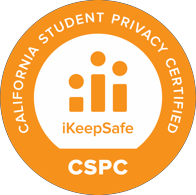 CALIFORNIA STUDENT PRIVACY CERTIFIED
iKeepSafe
CSPC